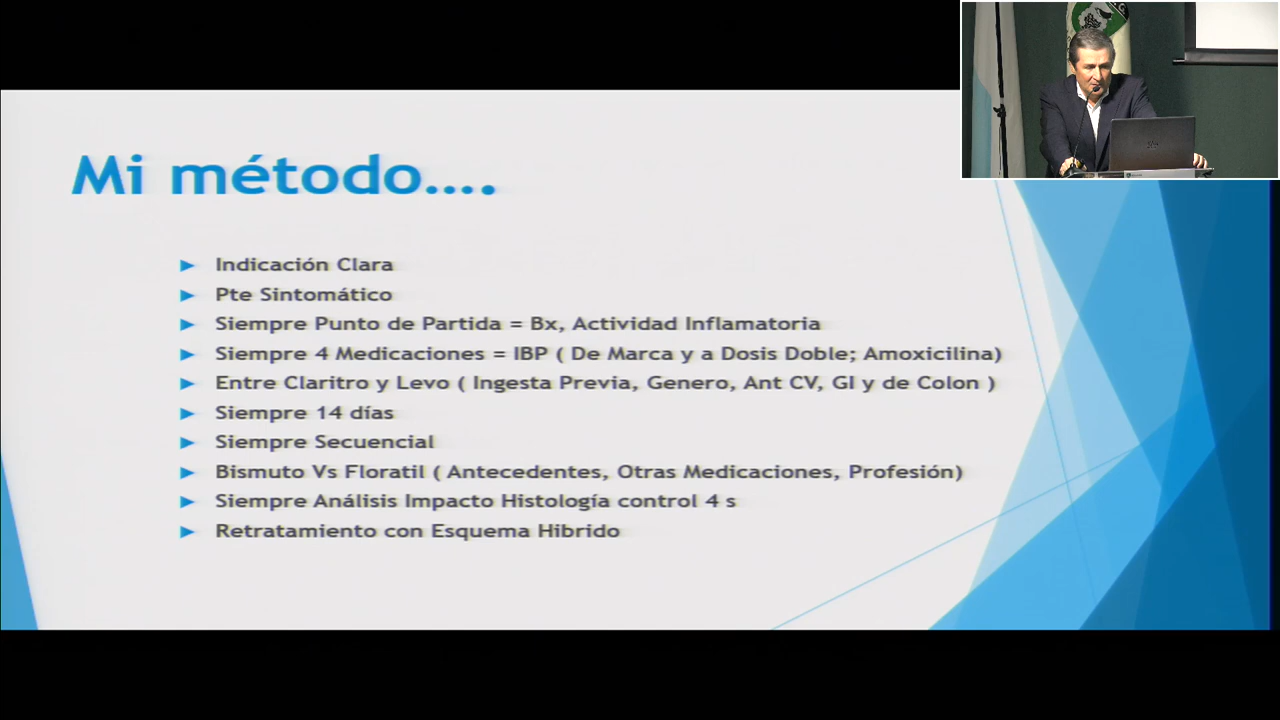 Mi método....
Indicación Clara
Pte Sintomático
Siempre Punto de Partida = Bx, Actividad Inflamatoria
Siempre 4 Medicaciones = IBP ( De Marca y a Dosis Doble; Amoxicilina)
Entre Claritro y Levo ( Ingesta Previa, Genero, Ant CV, GI y de Colon )
Siempre 14 días
Siempre Secuencial
Bismuto Vs Floratil ( Antecedentes, Otras Medicaciones, Profesión)
Siempre Análisis Impacto Histología control 4 s
Retratamiento con Esquema Hibrido